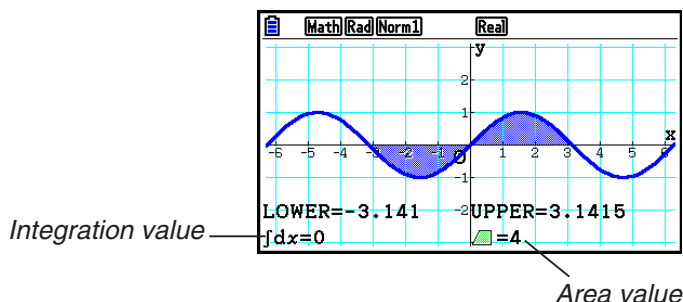 Math Rad Norm1 Real
y
2
1
-6 -5 -4 -3 -2 -1 O 1 2 3 4 5 6 x
-1
LOWER=-3.141 -2 UPPER=3.1415
Integration value
∫dx=0 =4
Area value